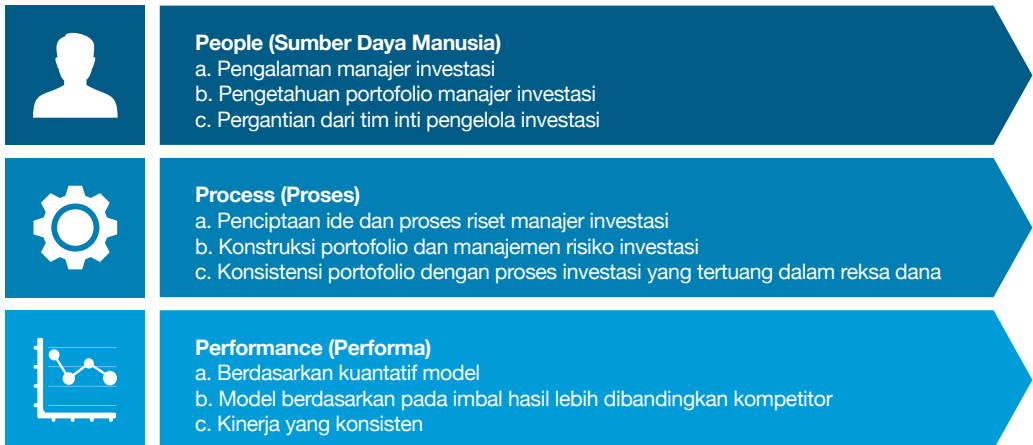 People (Sumber Daya Manusia)
a. Pengalaman manajer investasi
b. Pengetahuan portofolio manajer investasi
c. Pergantian dari tim inti pengelola investasi
Process (Proses)
a. Penciptaan ide dan proses riset manajer investasi
b. Konstruksi portofolio dan manajemen risiko investasi
c. Konsistensi portofolio dengan proses investasi yang tertuang dalam reksa dana
Performance (Performa)
a. Berdasarkan kuantatif model
b. Model berdasarkan pada imbal hasil lebih dibandingkan kompetitor
c. Kinerja yang konsisten